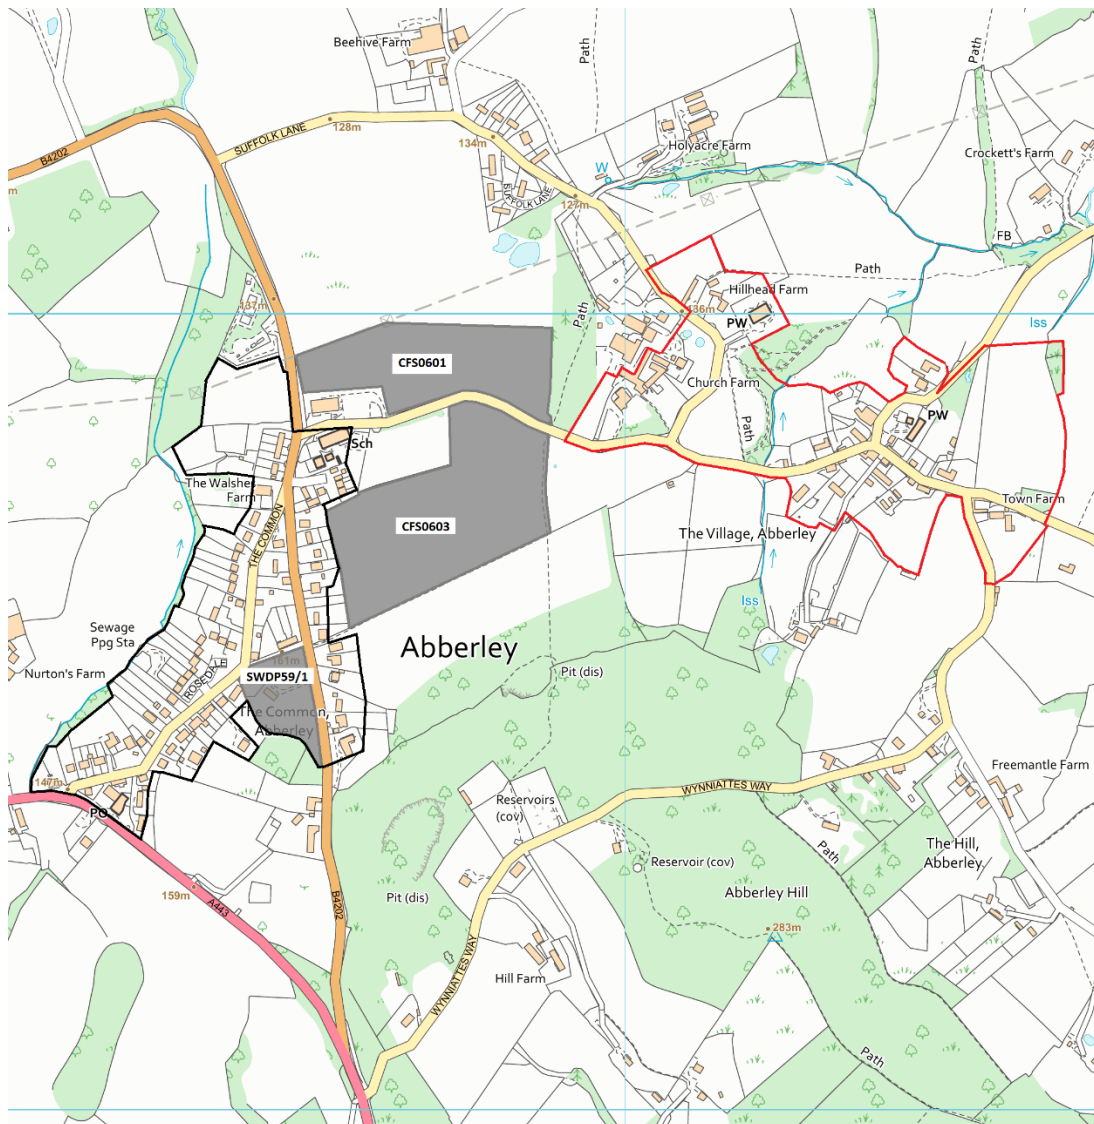 Beehive Farm
Path
Path
SUFFOLK LANE
128m
134m
B4202
m
Holyacre Farm
Crockett's Farm
W
SUFFOLK LANE
127m
FB
Path
137m
Hillhead Farm
136m
PW
Iss
Path
CFS0601
Church Farm
Path
PW
Sch
The Walshes
Farm
Town Farm
CFS0603
The Village, Abberley
THE COMMON
Iss
Sewage
Ppg Sta
Abberley
Nurton's Farm
ROSEDALE
161m
SWDP59/1
Pit (dis)
The Common,
Abberley
147m
PO
Freemantle Farm
WYNNIATTES WAY
Reservoirs
(cov)
The Hill,
Abberley
Path
Reservoir (cov)
159m
A443
B4202
Pit (dis)
Abberley Hill
283m
WYNNIATTES WAY
Hill Farm
Path